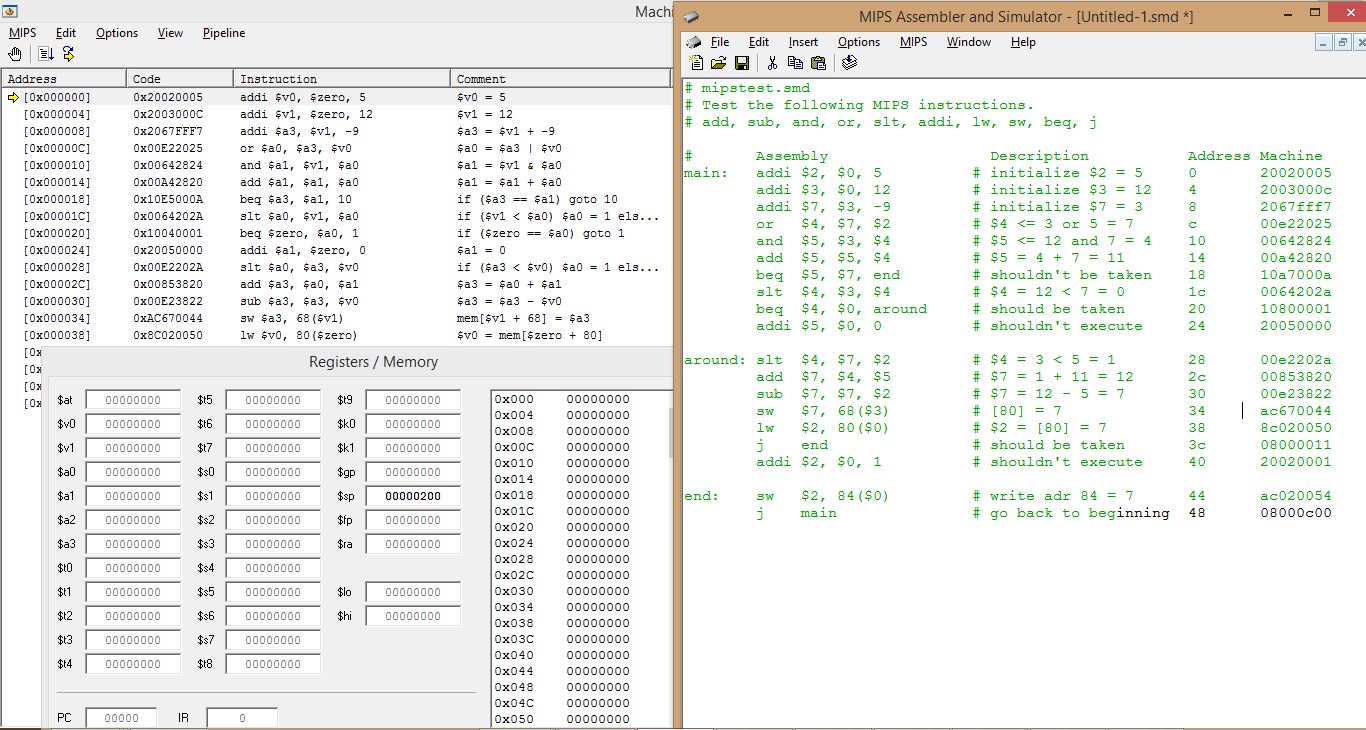 Machi
MIPS Edit Options View Pipeline
Address Code Instruction Comment
[0x000000] 0x20020005 addi $v0, $zero, 5 $v0 = 5
[0x000004] 0x2003000C addi $v1, $zero, 12 $v1 = 12
[0x000008] 0x2067FFF7 addi $a3, $v1, -9 $a3 = $v1 + -9
[0x00000C] 0x00E22025 or $a0, $a3, $v0 $a0 = $a3 | $v0
[0x000010] 0x00642824 and $a1, $v1, $a0 $a1 = $v1 & $a0
[0x000014] 0x00A42820 add $a1, $a1, $a0 $a1 = $a1 + $a0
[0x000018] 0x10E5000A beq $a3, $a1, 10 if ($a3 == $a1) goto 10
[0x00001C] 0x0064202A slt $a0, $v1, $a0 if ($v1 < $a0) $a0 = 1 els...
[0x000020] 0x10040001 beq $zero, $a0, 1 if ($zero == $a0) goto 1
[0x000024] 0x20050000 addi $a1, $zero, 0 $a1 = 0
[0x000028] 0x00E2202A slt $a0, $a3, $v0 if ($a3 < $v0) $a0 = 1 els...
[0x00002C] 0x00853820 add $a3, $a0, $a1 $a3 = $a0 + $a1
[0x000030] 0x00E23822 sub $a3, $a3, $v0 $a3 = $a3 - $v0
[0x000034] 0xAC670044 sw $a3, 68($v1) mem[$v1 + 68] = $a3
[0x000038] 0x8C020050 lw $v0, 80($zero) $v0 = mem[$zero + 80]
[0x
[0x
[0x
[0x
Registers / Memory
$at 00000000 $t5 00000000 $t9 00000000
$v0 00000000 $t6 00000000 $k0 00000000
$v1 00000000 $t7 00000000 $k1 00000000
$a0 00000000 $s0 00000000 $gp 00000000
$a1 00000000 $s1 00000000 $sp 00000200
$a2 00000000 $s2 00000000 $fp 00000000
$a3 00000000 $s3 00000000 $ra 00000000
$t0 00000000 $s4 00000000
$t1 00000000 $s5 00000000 $lo 00000000
$t2 00000000 $s6 00000000 $hi 00000000
$t3 00000000 $s7 00000000
$t4 00000000 $t8 00000000
PC 00000 IR 0
0x000 00000000
0x004 00000000
0x008 00000000
0x00C 00000000
0x010 00000000
0x014 00000000
0x018 00000000
0x01C 00000000
0x020 00000000
0x024 00000000
0x028 00000000
0x02C 00000000
0x030 00000000
0x034 00000000
0x038 00000000
0x03C 00000000
0x040 00000000
0x044 00000000
0x048 00000000
0x04C 00000000
0x050 00000000
MIPS Assembler and Simulator - [Untitled-1.smd *]
File Edit Insert Options MIPS Window Help
# mipstest.smd
# Test the following MIPS instructions.
# add, sub, and, or, slt, addi, lw, sw, beq, j
# Assembly Description Address Machine
main: addi $2, $0, 5 # initialize $2 = 5 0 20020005
addi $3, $0, 12 # initialize $3 = 12 4 2003000c
addi $7, $3, -9 # initialize $7 = 3 8 2067fff7
or $4, $7, $2 # $4 <= 3 or 5 = 7 c 00e22025
and $5, $3, $4 # $5 <= 12 and 7 = 4 10 00642824
add $5, $5, $4 # $5 = 4 + 7 = 11 14 00a42820
beq $5, $7, end # shouldn't be taken 18 10a7000a
slt $4, $3, $4 # $4 = 12 < 7 = 0 1c 0064202a
beq $4, $0, around # should be taken 20 10800001
addi $5, $0, 0 # shouldn't execute 24 20050000
around: slt $4, $7, $2 # $4 = 3 < 5 = 1 28 00e2202a
add $7, $4, $5 # $7 = 1 + 11 = 12 2c 00853820
sub $7, $7, $2 # $7 = 12 - 5 = 7 30 00e23822
sw $7, 68($3) # [80] = 7 34 ac670044
lw $2, 80($0) # $2 = [80] = 7 38 8c020050
j end # should be taken 3c 08000011
addi $2, $0, 1 # shouldn't execute 40 20020001
end: sw $2, 84($0) # write adr 84 = 7 44 ac020054
j main # go back to beginning 48 08000c00